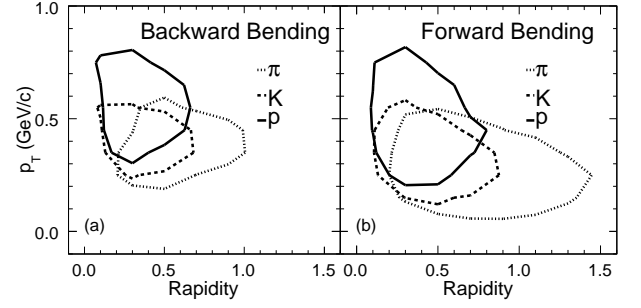 Backward Bending
Forward Bending
1.0
0.5
0.0
p_T (GeV/c)
π
K
p
(a)
π
K
p
(b)
0.0 0.5 1.0 1.5
0.0 0.5 1.0 1.5
Rapidity
Rapidity